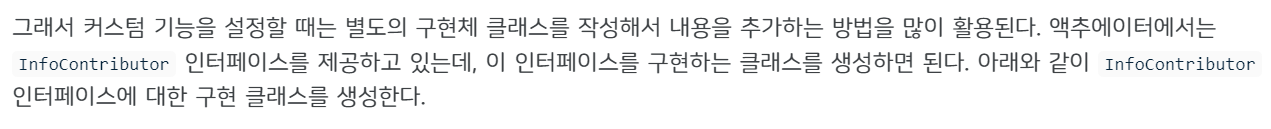 그래서 커스텀 기능을 설정할 때는 별도의 구현체 클래스를 작성해서 내용을 추가하는 방법을 많이 활용된다. 액추에이터에서는
InfoContributor 인터페이스를 제공하고 있는데, 이 인터페이스를 구현하는 클래스를 생성하면 된다. 아래와 같이 InfoContributor
인터페이스에 대한 구현 클래스를 생성한다.